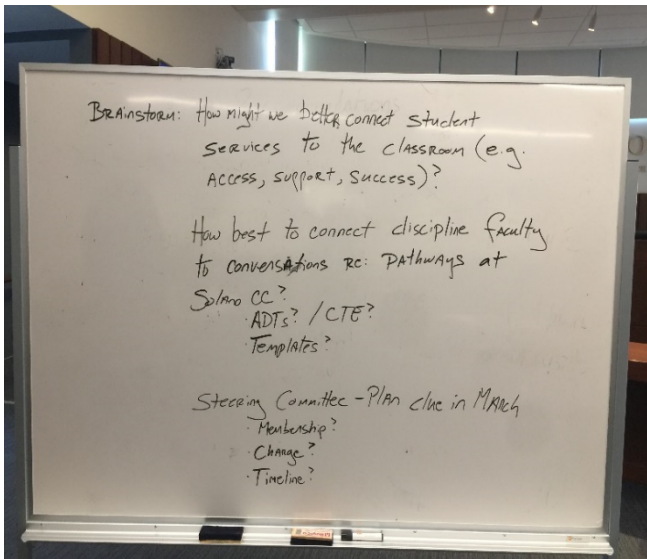 Brainstorm: How might we better connect student
services to the classroom (e.g.
Access, support, success)?
How best to connect discipline faculty
to conversations re: Pathways at
Solano CC?
· ADTs? / CTE?
· Templates?
Steering Committee - Plan due in March
· Membership?
· Change?
· Timeline?